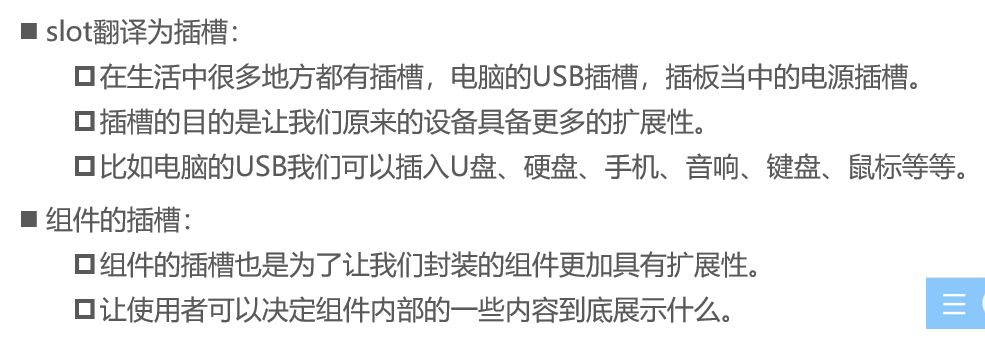 slot翻译为插槽：
在生活中很多地方都有插槽，电脑的USB插槽，插板当中的电源插槽。
插槽的目的是让我们原来的设备具备更多的扩展性。
比如电脑的USB我们可以插入U盘、硬盘、手机、音响、键盘、鼠标等等。
组件的插槽：
组件的插槽也是为了让我们封装的组件更加具有扩展性。
让使用者可以决定组件内部的一些内容到底展示什么。